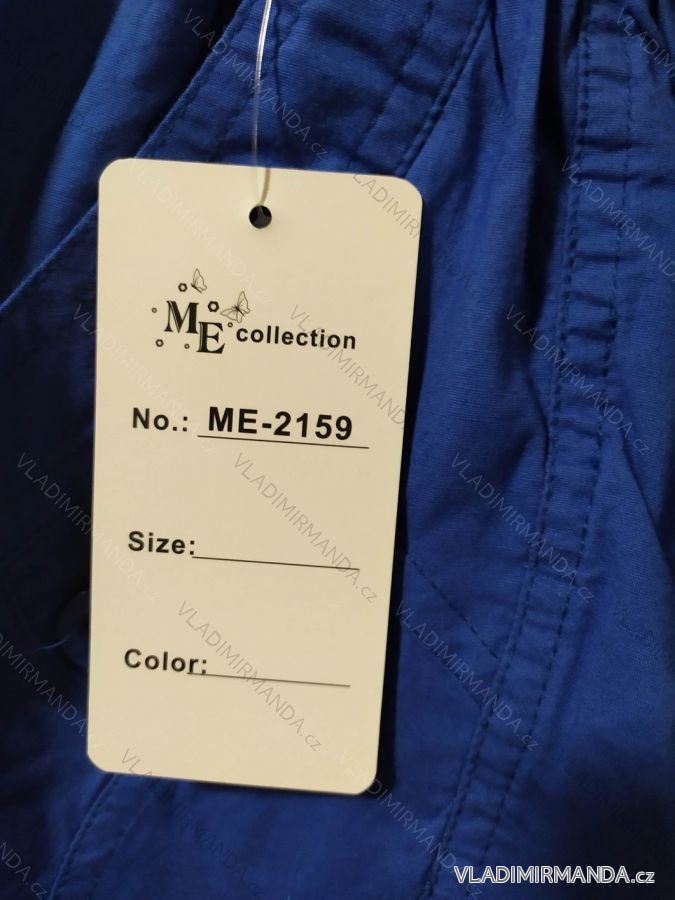 ME collection
No.: ME-2159
Size:
Color:
VLADIMIRMANDA.cz